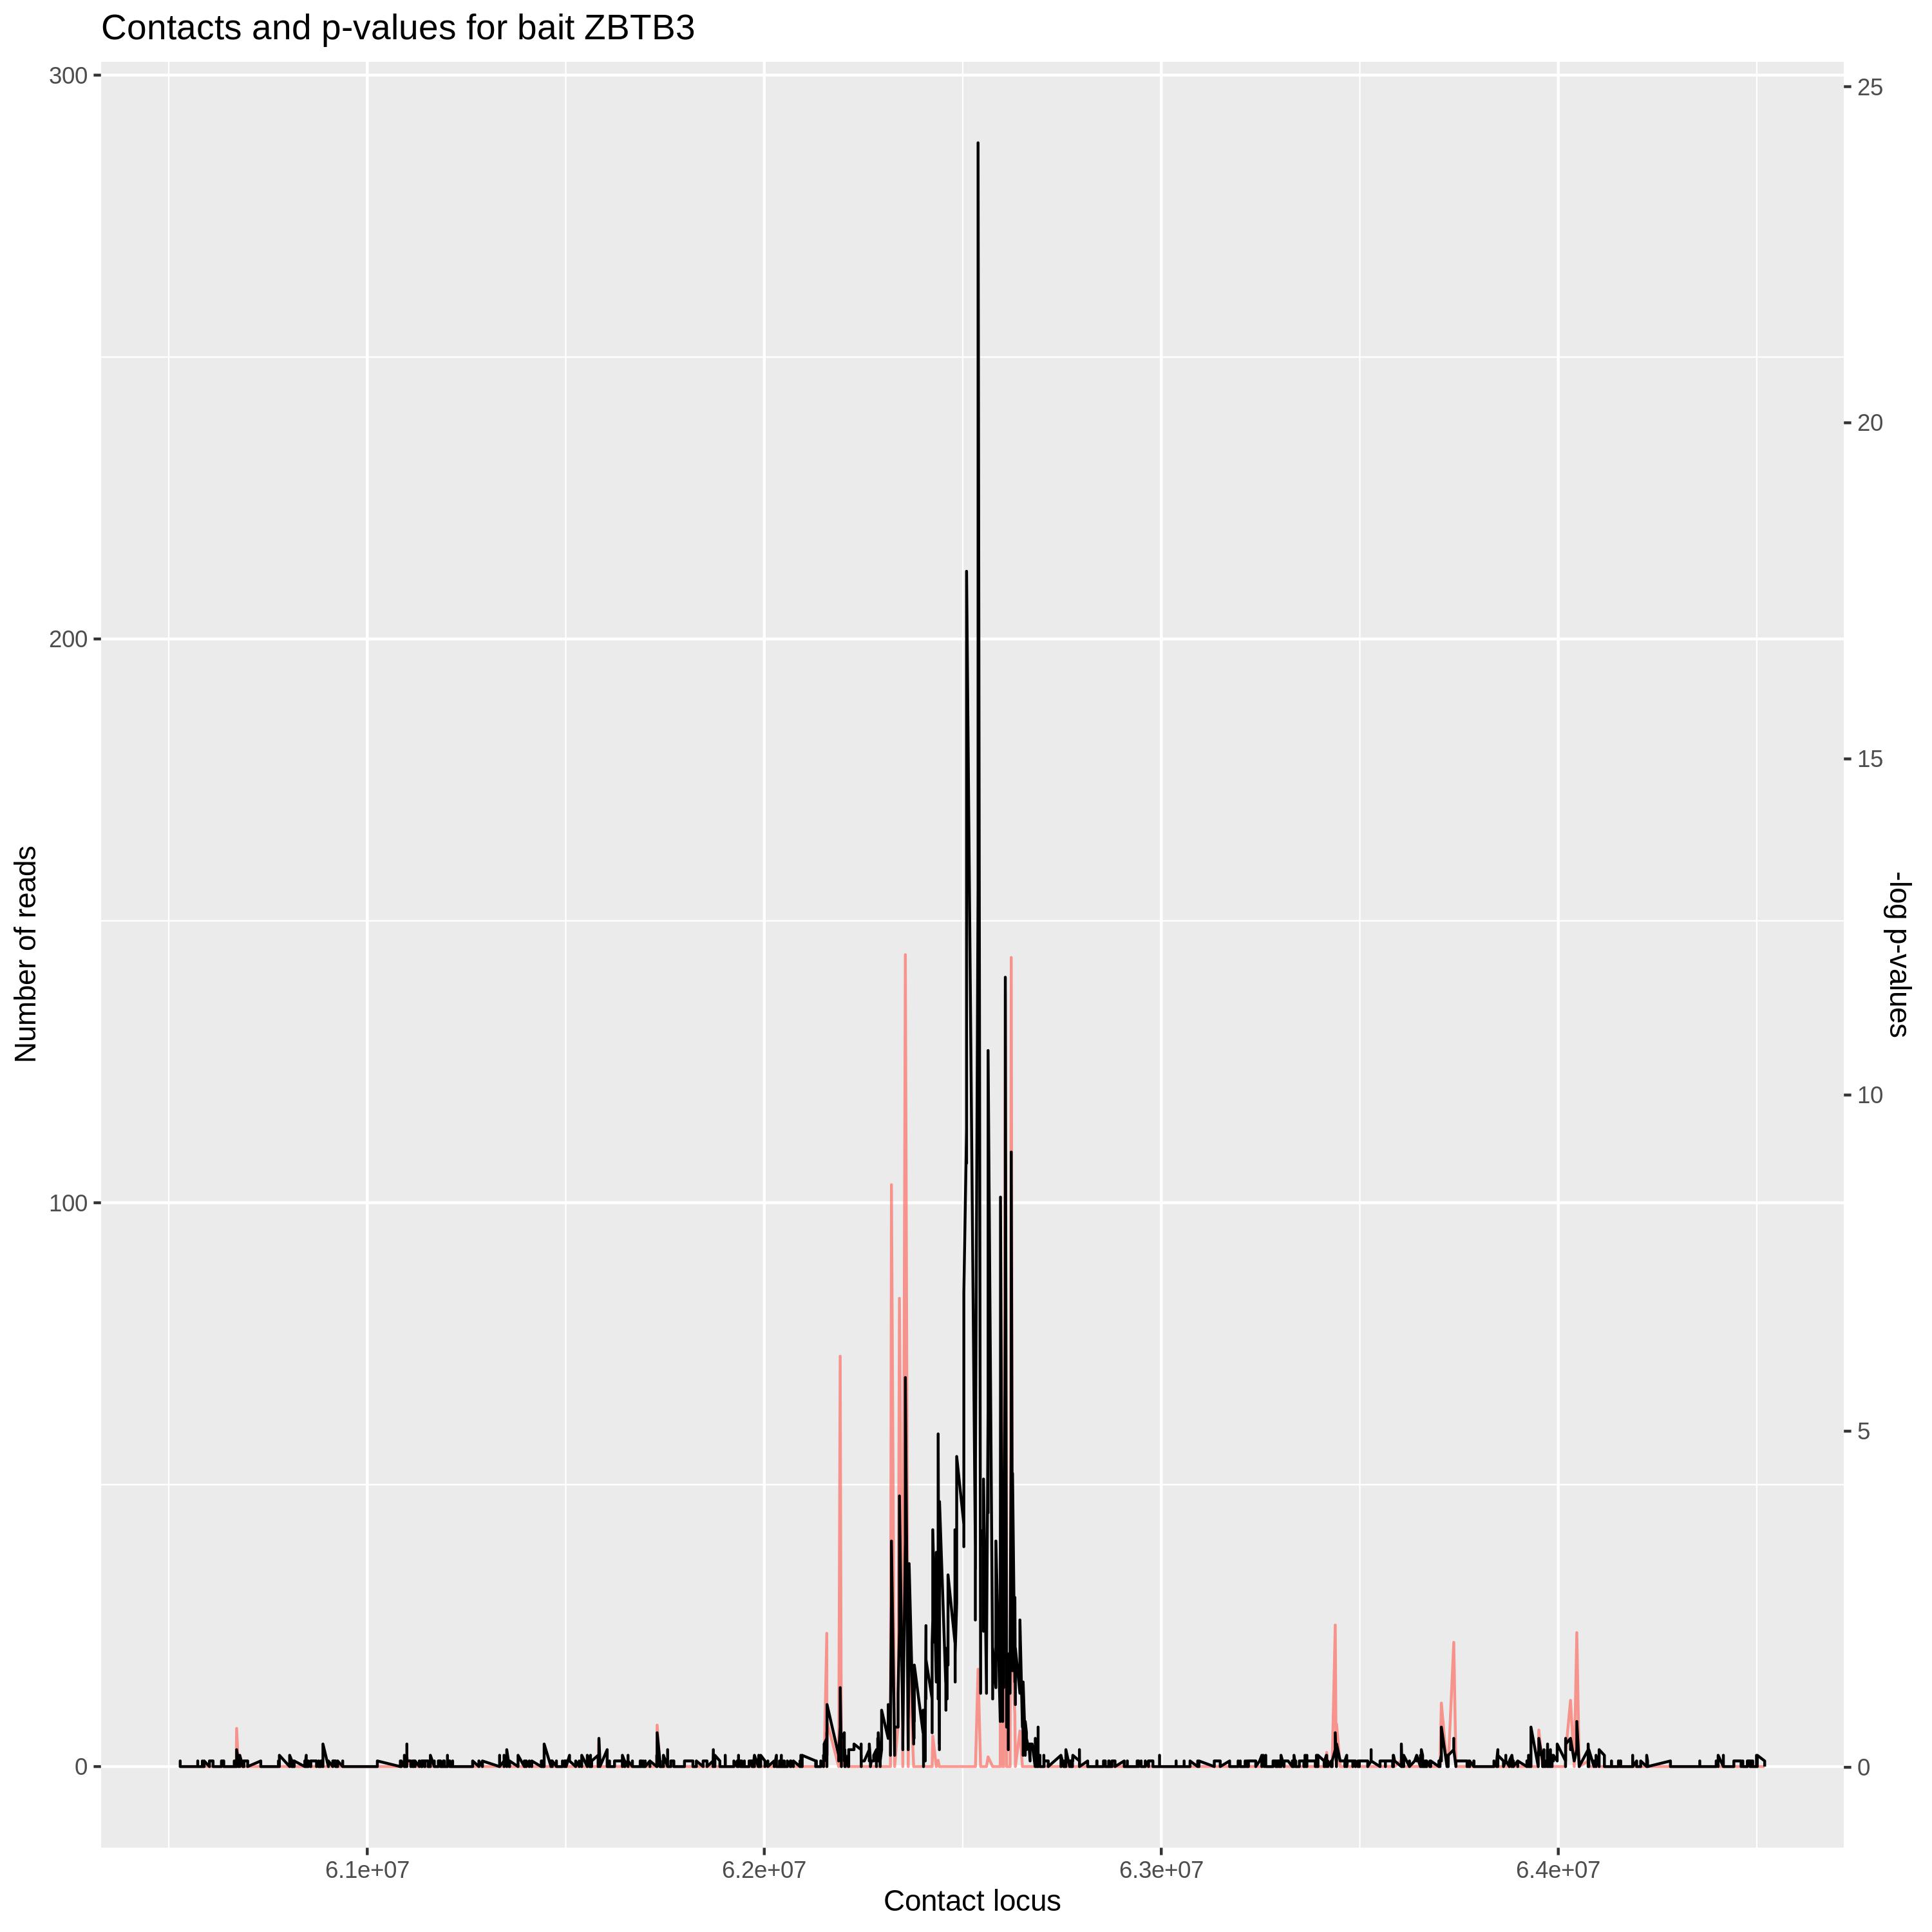 Contacts and p-values for bait ZBTB3
300
200
100
0
Number of reads
25
20
15
10
5
0
-log p-values
6.1e+07 6.2e+07 6.3e+07 6.4e+07
Contact locus